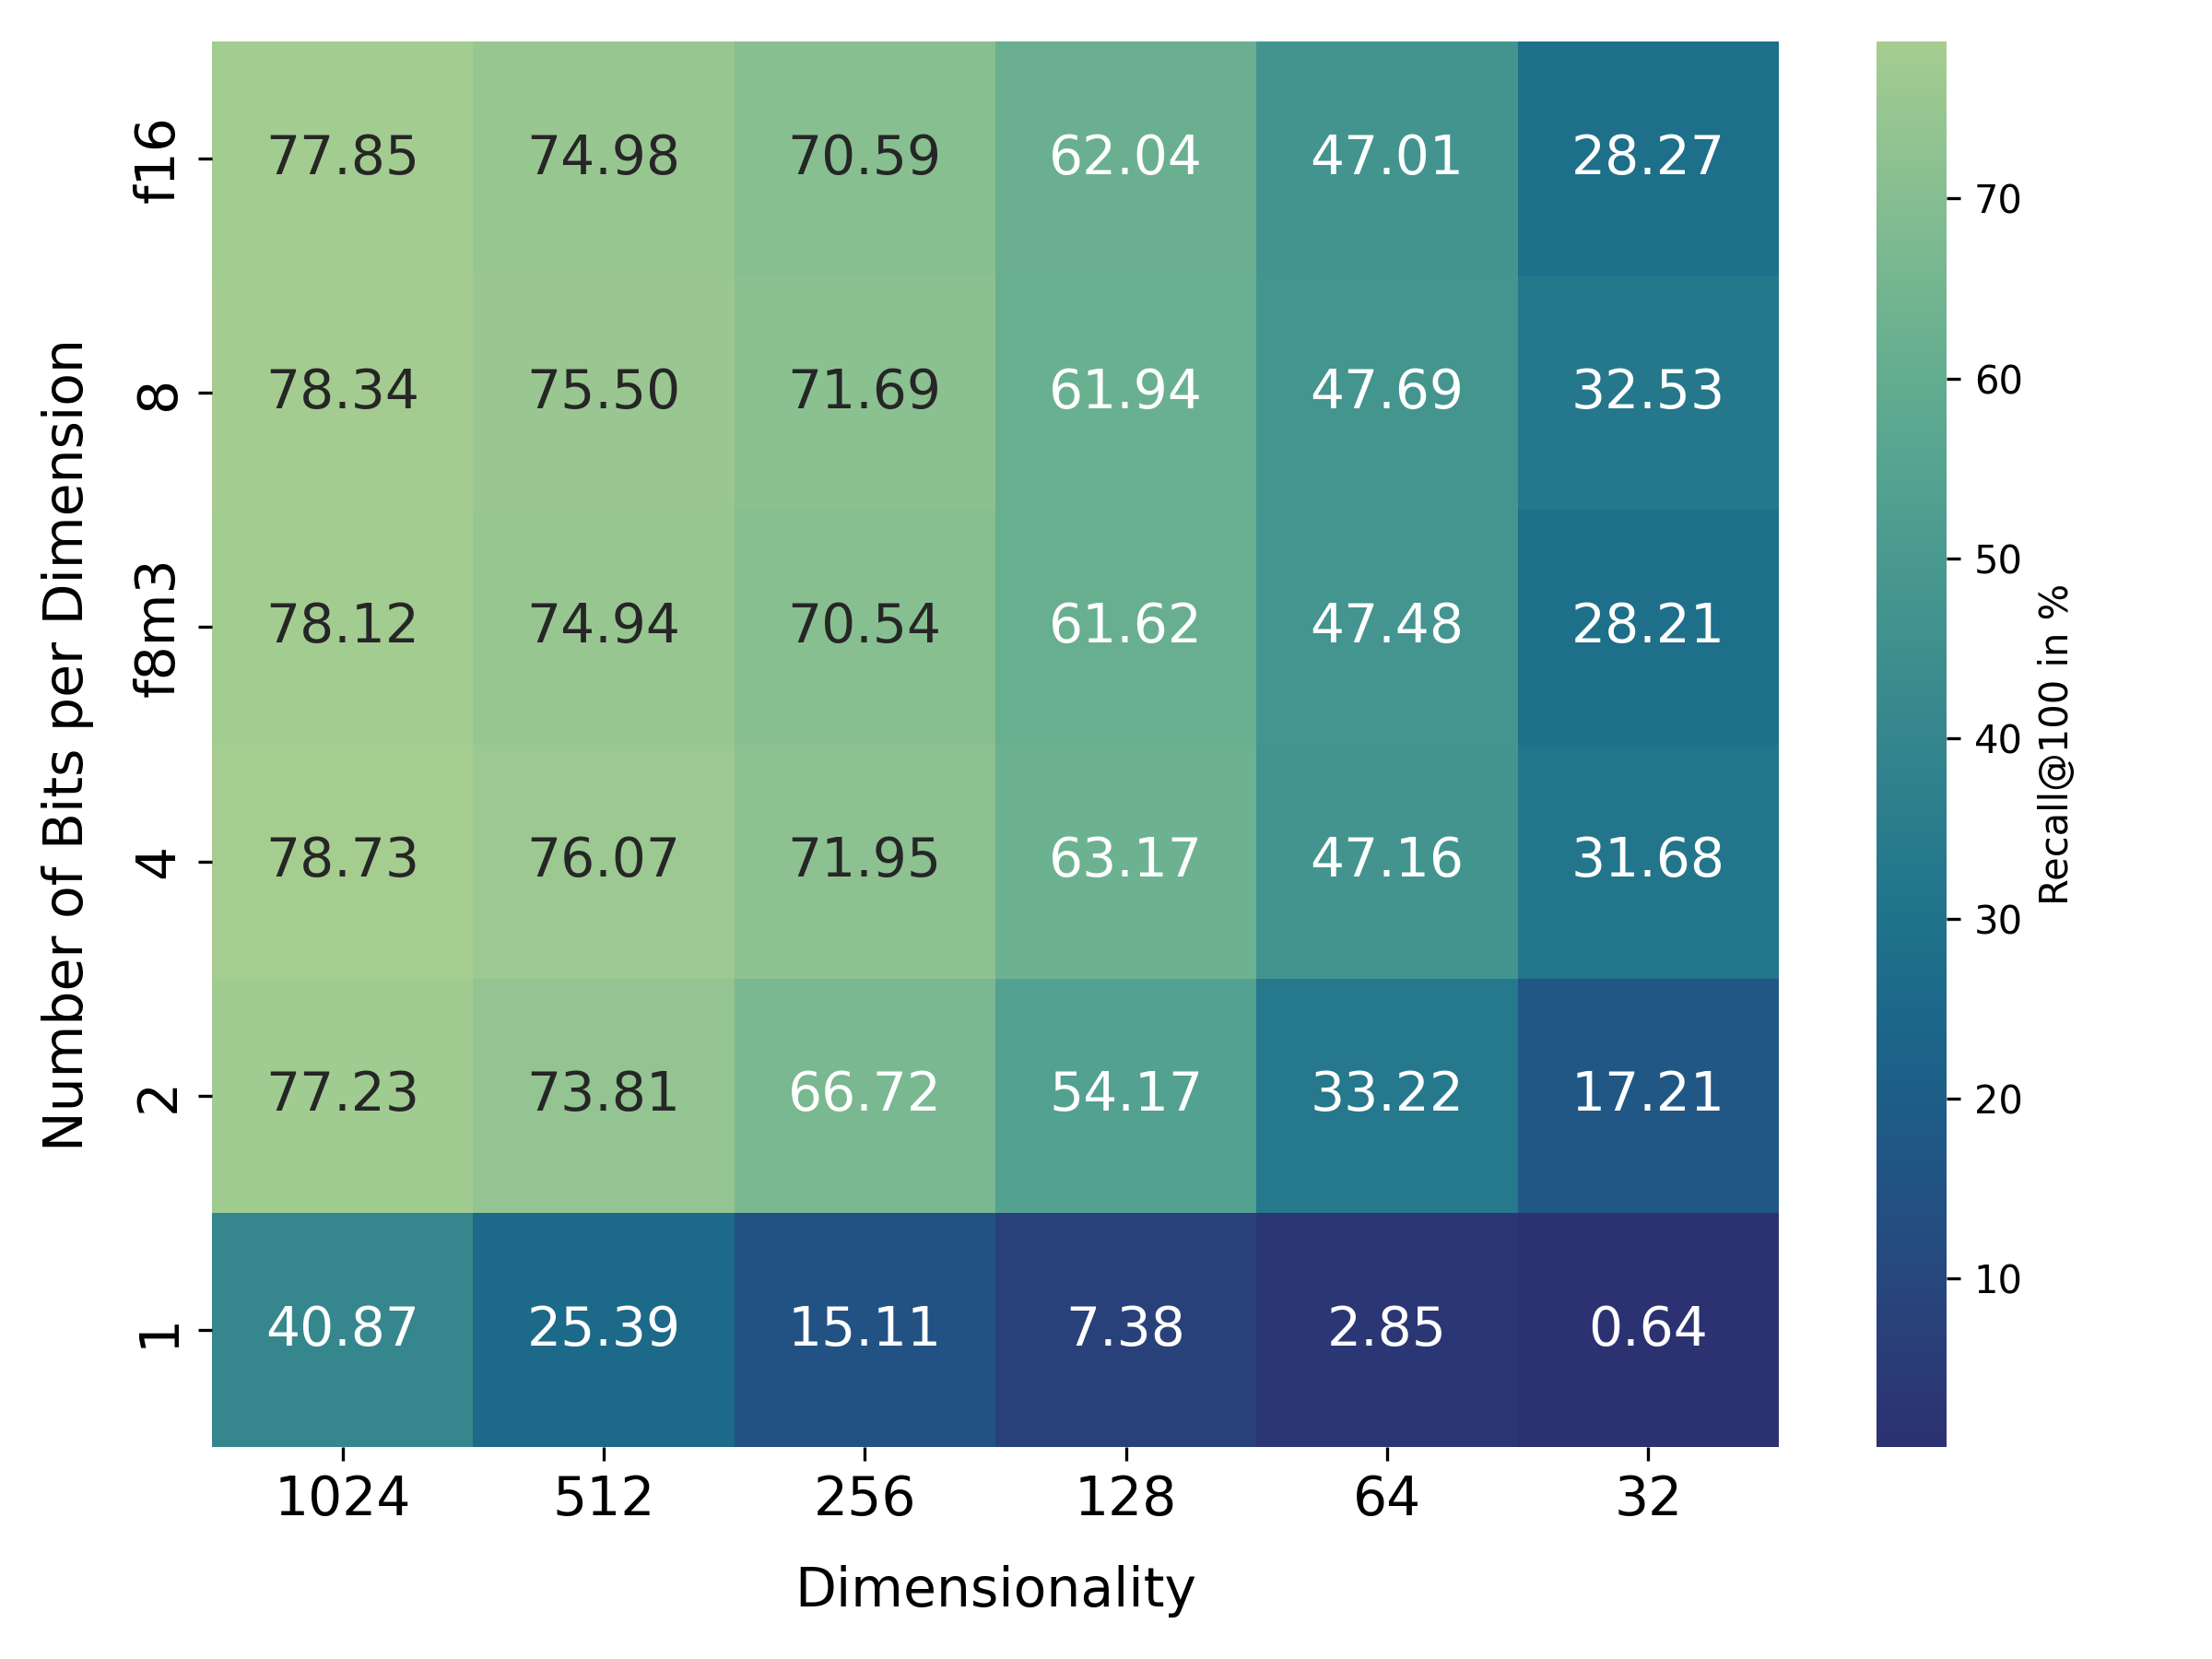 Number of Bits per Dimension
f16 77.85 74.98 70.59 62.04 47.01 28.27
8 78.34 75.50 71.69 61.94 47.69 32.53
f8m3 78.12 74.94 70.54 61.62 47.48 28.21
4 78.73 76.07 71.95 63.17 47.16 31.68
2 77.23 73.81 66.72 54.17 33.22 17.21
1 40.87 25.39 15.11 7.38 2.85 0.64
1024 512 256 128 64 32
Dimensionality
70
60
50
40
30
20
10
Recall@100 in %